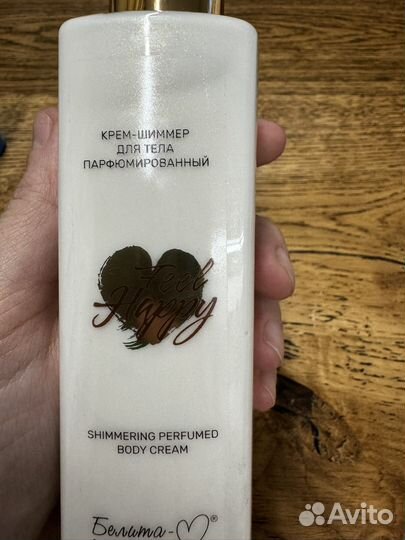 КРЕМ-ШИММЕР
ДЛЯ ТЕЛА
ПАРФЮМИРОВАННЫЙ
Feel
Happy
SHIMMERING PERFUMED
BODY CREAM
Белита-
®
Avito